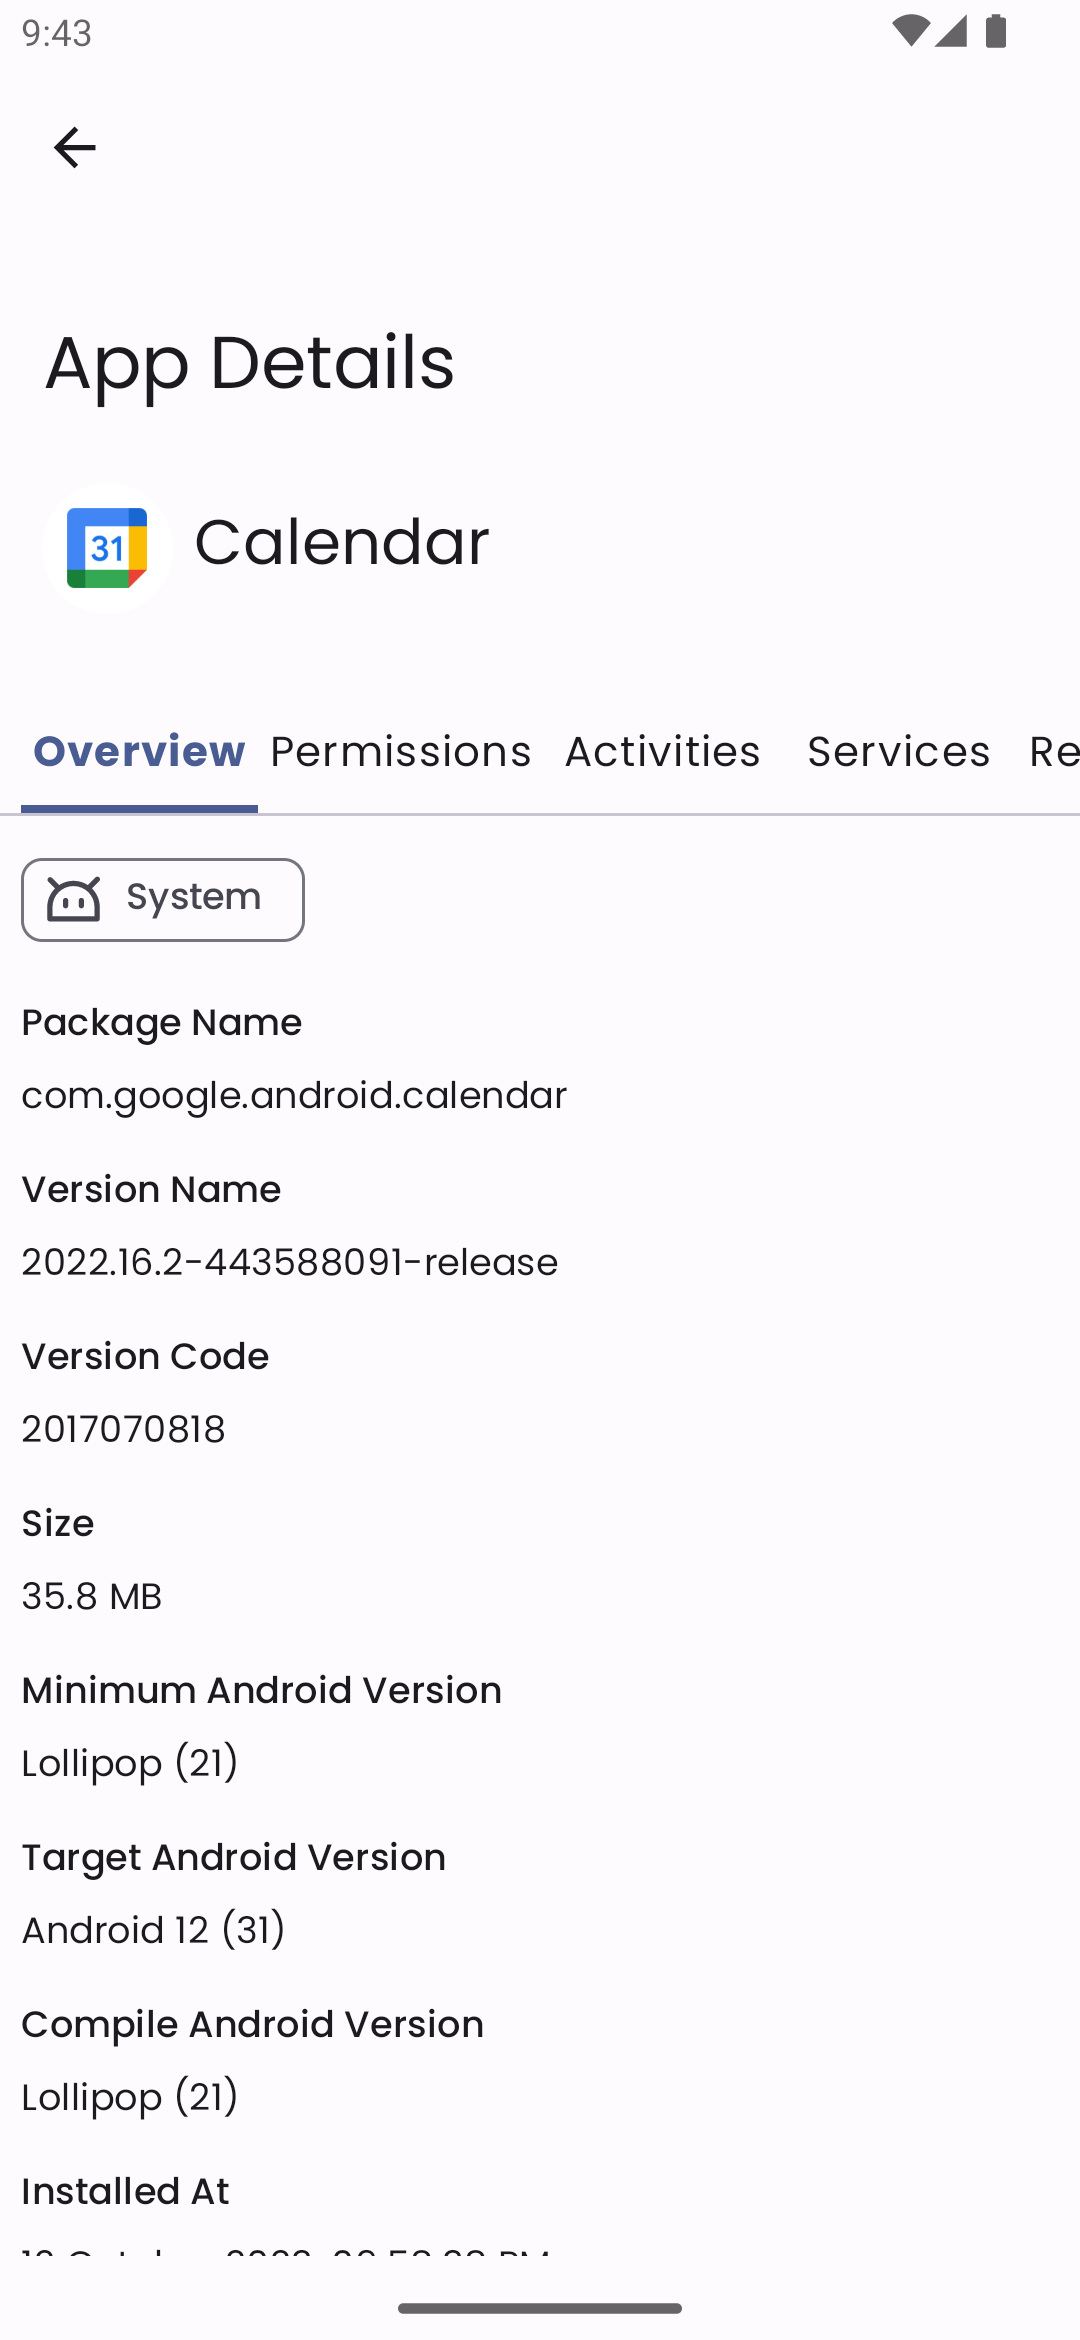 9:43
App Details
31
Calendar
Overview Permissions Activities Services Re
System
Package Name
com.google.android.calendar
Version Name
2022.16.2-443588091-release
Version Code
2017070818
Size
35.8 MB
Minimum Android Version
Lollipop (21)
Target Android Version
Android 12 (31)
Compile Android Version
Lollipop (21)
Installed At